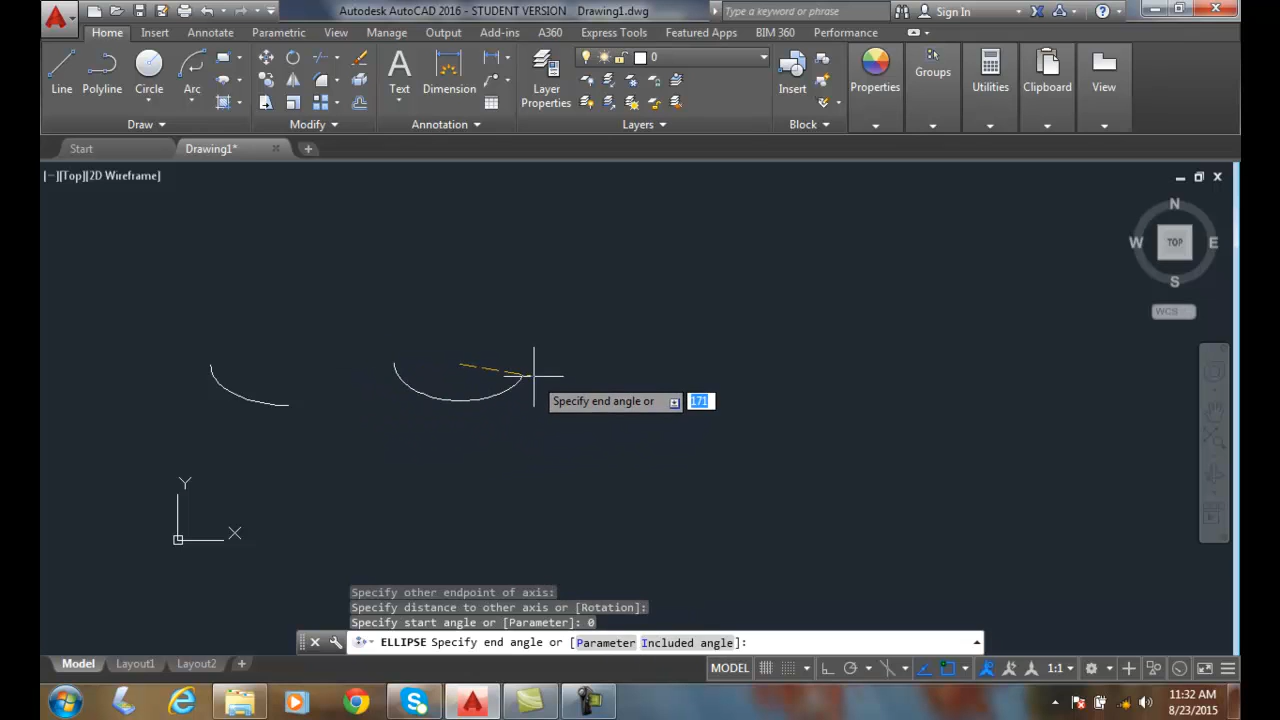 Autodesk AutoCAD 2016 - STUDENT VERSION Drawing1.dwg
Type a keyword or phrase
Sign In
Home Insert Annotate Parametric View Manage Output Add-ins A360 Express Tools Featured Apps BIM 360 Performance
0
Line Polyline Circle Arc
Text Dimension
Layer Properties
Insert
Properties Groups Utilities Clipboard View
Draw Modify Annotation Layers Block
Start Drawing1*
[−][Top][2D Wireframe]
N
W TOP E
S
WCS
Specify end angle or 171
Y
X
Specify other endpoint of axis:
Specify distance to other axis or [Rotation]:
Specify start angle or [Parameter]: 0
ELLIPSE Specify end angle or [Parameter Included angle]:
Model Layout1 Layout2 +
MODEL 1:1
11:32 AM
8/23/2015